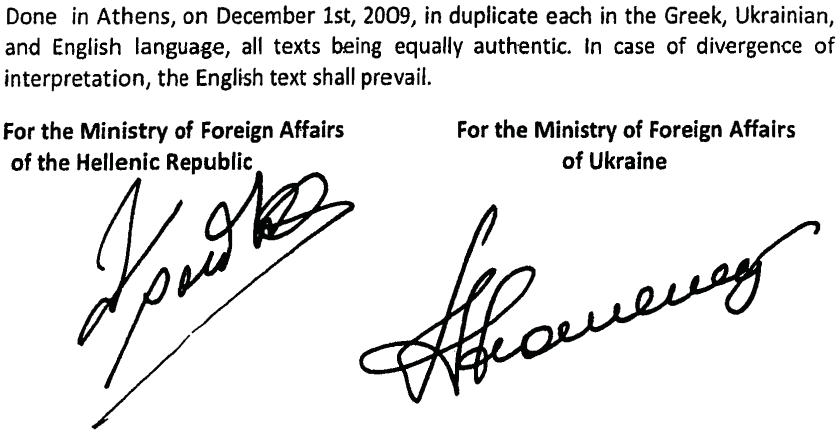 Done in Athens, on December 1st, 2009, in duplicate each in the Greek, Ukrainian,
and English language, all texts being equally authentic. In case of divergence of
interpretation, the English text shall prevail.
For the Ministry of Foreign Affairs
of the Hellenic Republic
For the Ministry of Foreign Affairs
of Ukraine